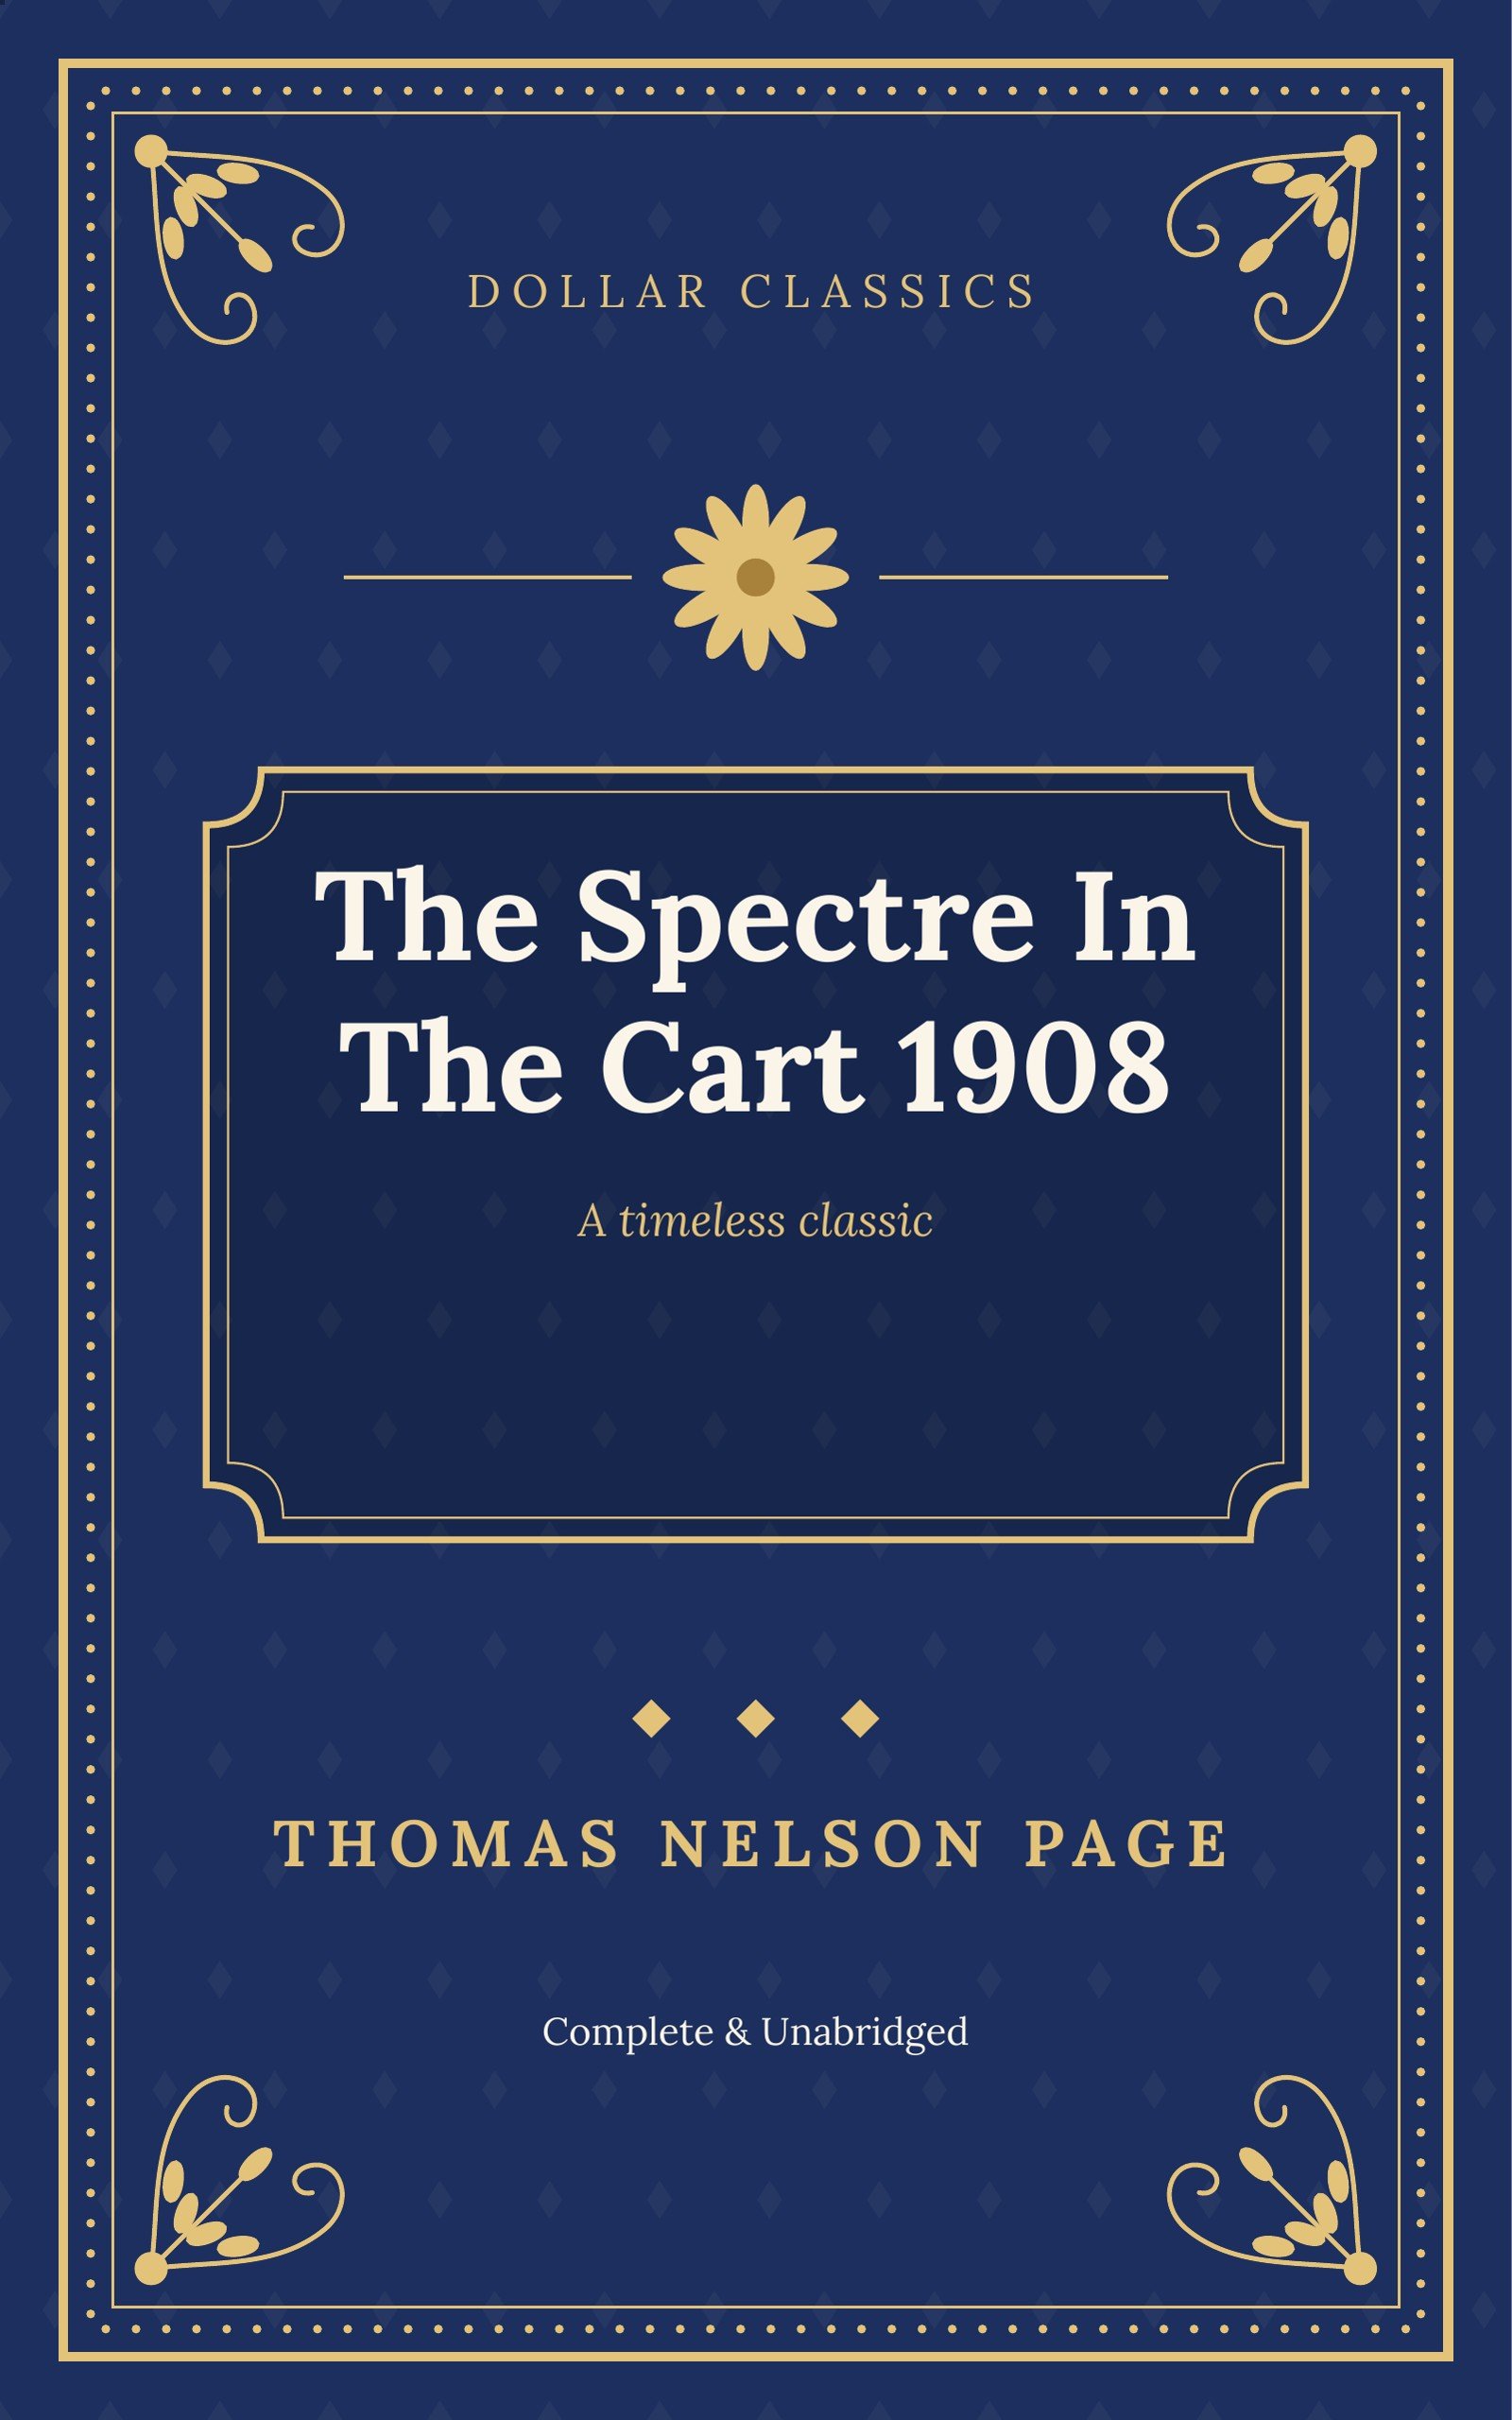 DOLLAR CLASSICS
The Spectre In
The Cart 1908
A timeless classic
THOMAS NELSON PAGE
Complete & Unabridged